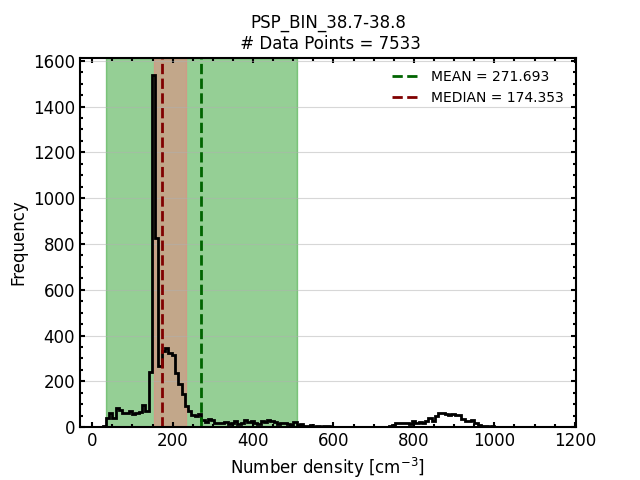 PSP_BIN_38.7-38.8
# Data Points = 7533
MEAN = 271.693
MEDIAN = 174.353
Frequency
1600
1400
1200
1000
800
600
400
200
0
0 200 400 600 800 1000 1200
Number density [cm⁻³]